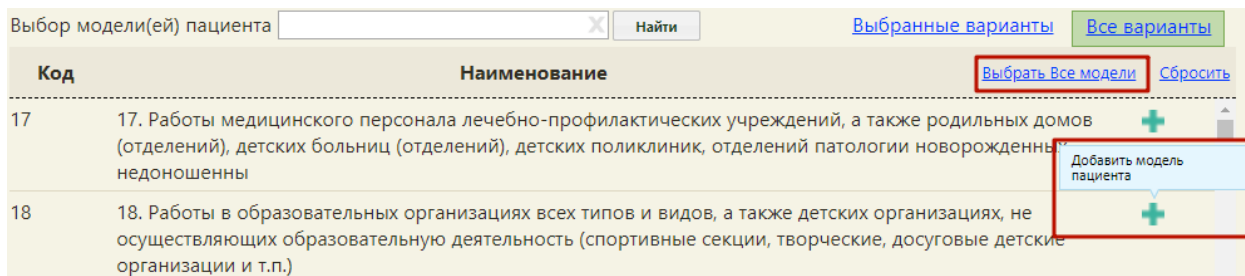 Выбор модели(ей) пациента X Найти Выбранные варианты Все варианты
Код Наименование Выбрать Все модели Сбросить
17 17. Работы медицинского персонала лечебно-профилактических учреждений, а также родильных домов
(отделений), детских больниц (отделений), детских поликлиник, отделений патологии новорожденных,
недоношенны
Добавить модель
пациента
18 18. Работы в образовательных организациях всех типов и видов, а также детских организациях, не
осуществляющих образовательную деятельность (спортивные секции, творческие, досуговые детские
организации и т.п.)